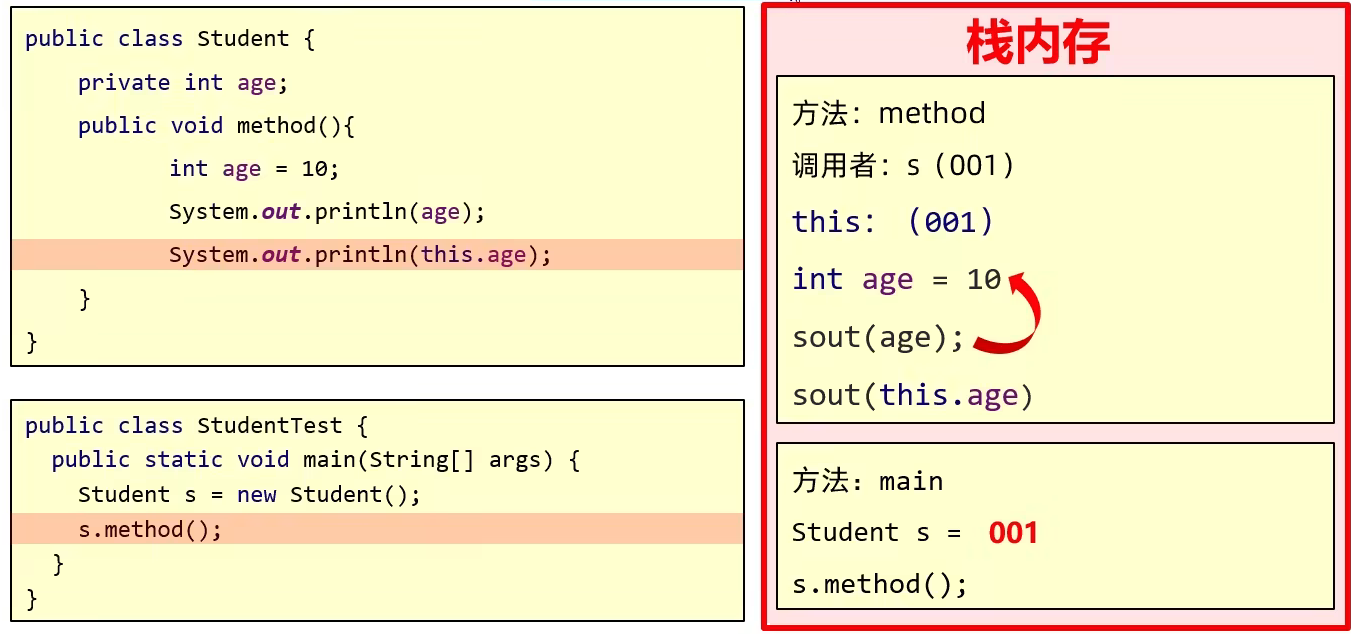 public class Student {
private int age;
public void method(){
int age = 10;
System.out.println(age);
System.out.println(this.age);
}
}
public class StudentTest {
public static void main(String[] args) {
Student s = new Student();
s.method();
}
}
栈内存
方法：method
调用者：s（001）
this：（001）
int age = 10
sout(age);
sout(this.age)
方法：main
Student s = 001
s.method();